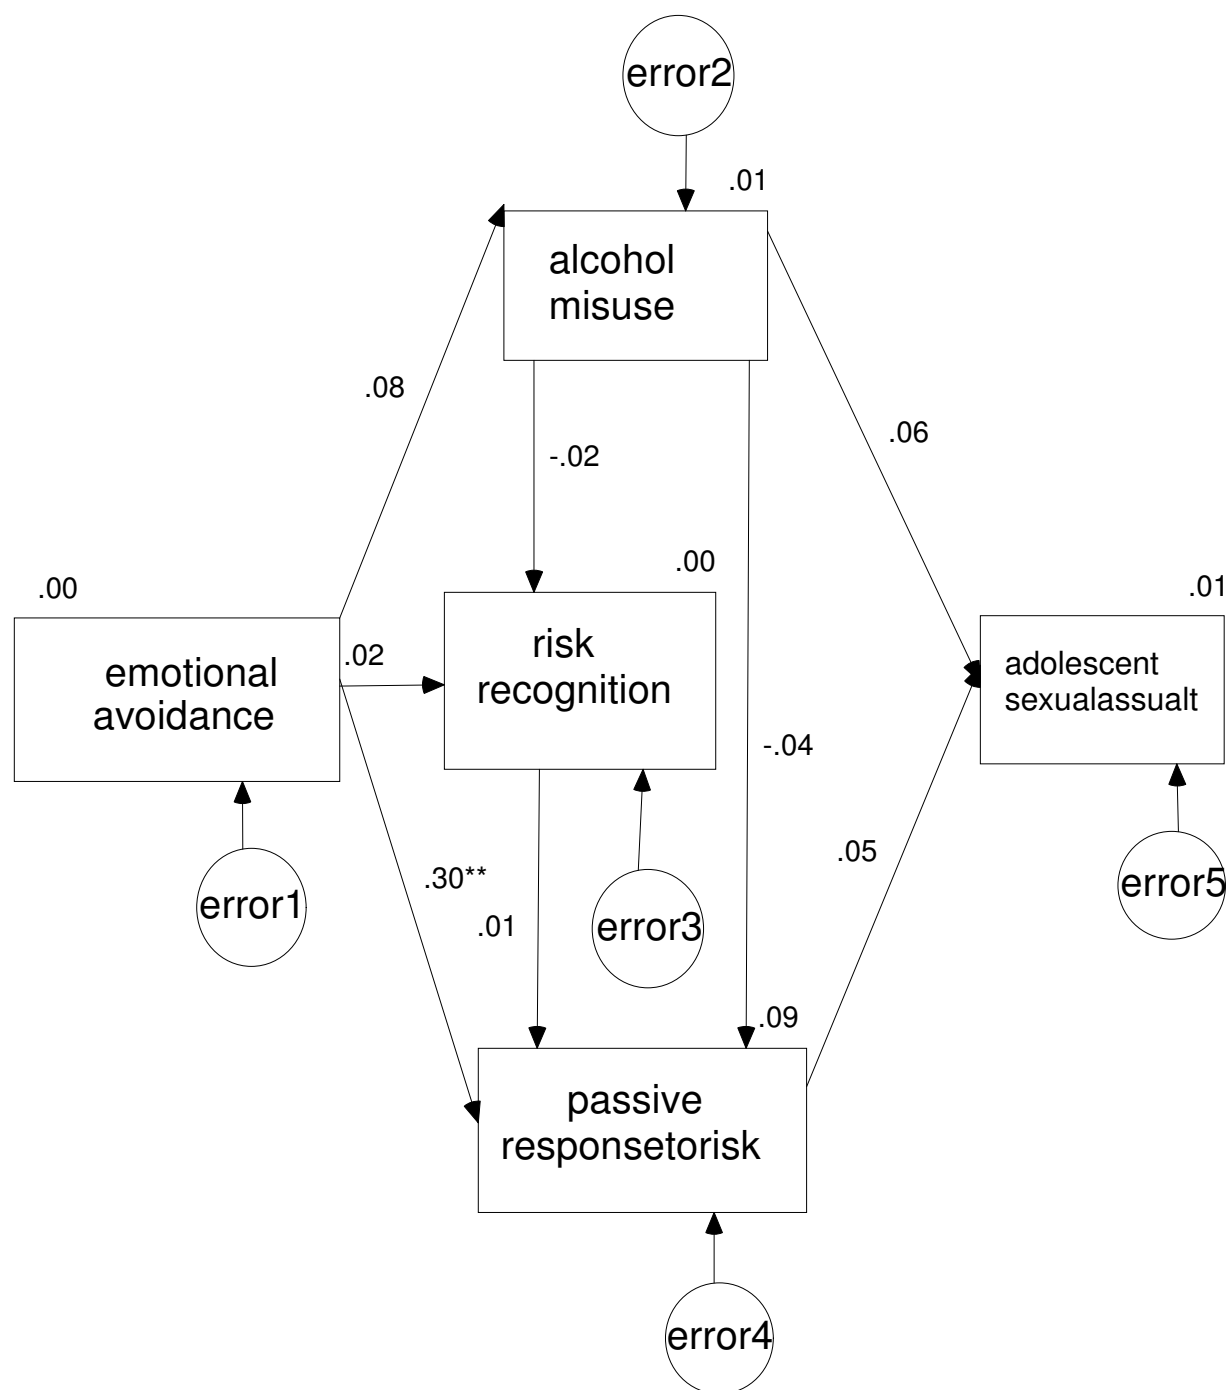 error2
.01
alcohol
misuse
.08
.06
-.02
.00
.00
.01
risk
recognition
.02
emotional
avoidance
adolescent
sexualassualt
-.04
.05
.30**
error1
.01
error3
error5
.09
passive
responsetorisk
error4